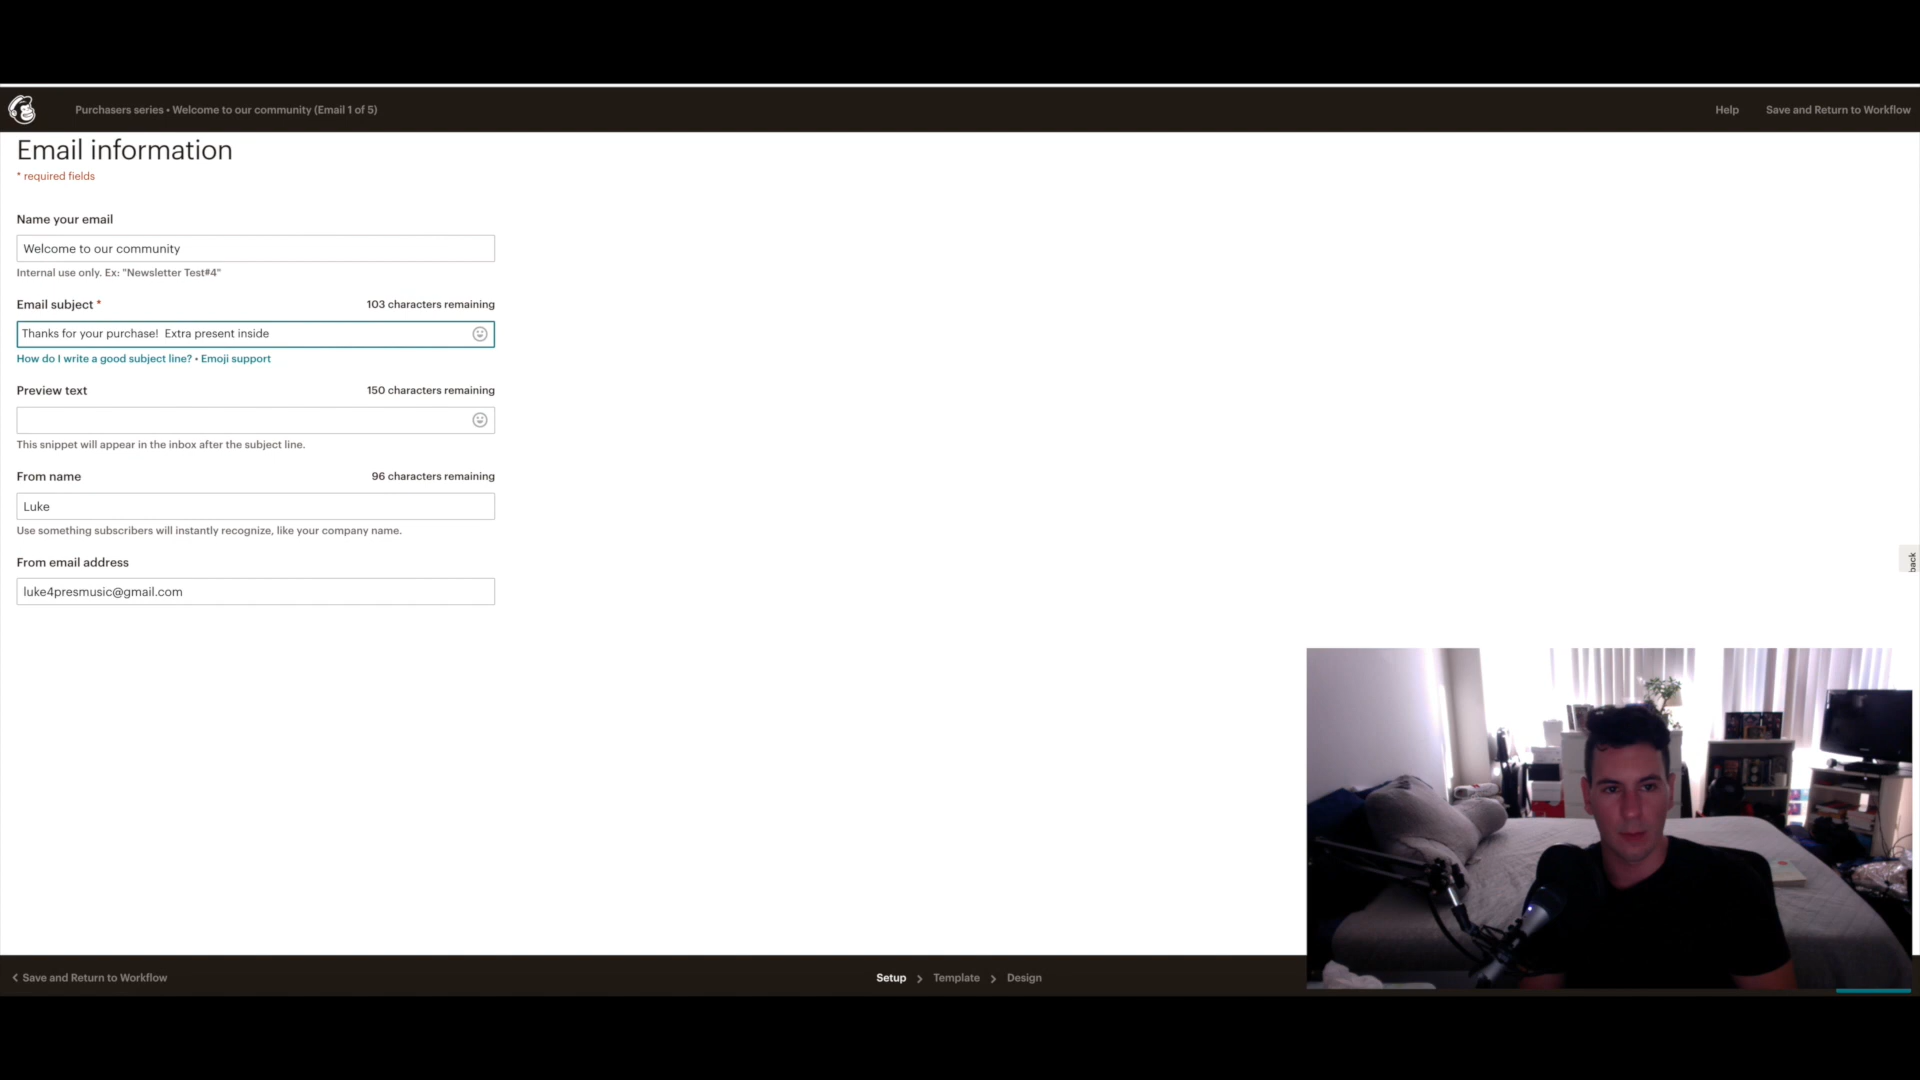 Purchasers series • Welcome to our community (Email 1 of 5)
Help
Save and Return to Workflow
Email information
* required fields
Name your email
Welcome to our community
Internal use only. Ex: "Newsletter Test#4"
Email subject *
103 characters remaining
Thanks for your purchase!  Extra present inside
How do I write a good subject line? • Emoji support
Preview text
150 characters remaining
This snippet will appear in the inbox after the subject line.
From name
96 characters remaining
Luke
Use something subscribers will instantly recognize, like your company name.
From email address
luke4presmusic@gmail.com
back
Save and Return to Workflow
Setup
Template
Design